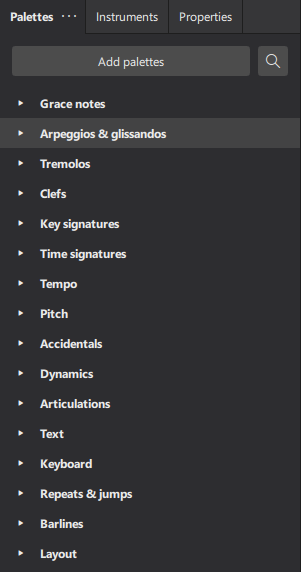 Palettes ··· Instruments Properties
Add palettes
Grace notes
Arpeggios & glissandos
Tremolos
Clefs
Key signatures
Time signatures
Tempo
Pitch
Accidentals
Dynamics
Articulations
Text
Keyboard
Repeats & jumps
Barlines
Layout